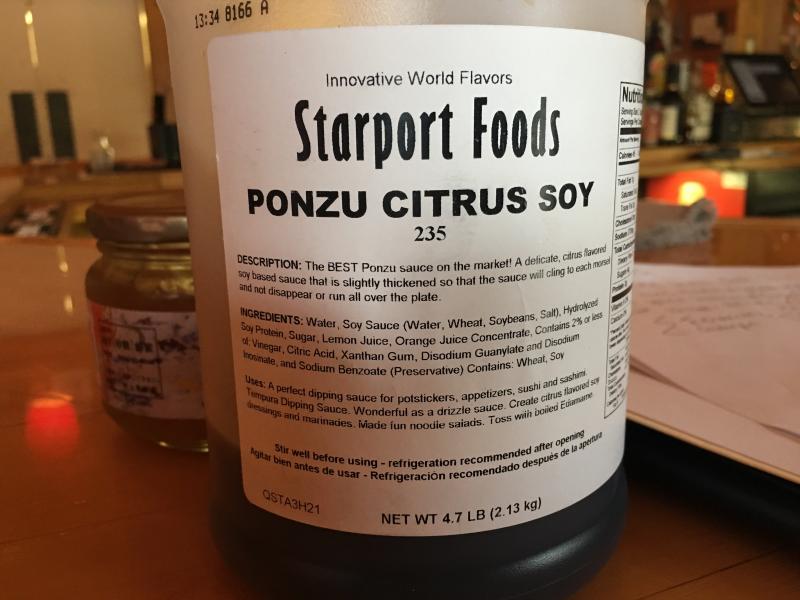 13:34 8166 A
Innovative World Flavors
Starport Foods
PONZU CITRUS SOY
235
DESCRIPTION: The BEST Ponzu sauce on the market! A delicate, citrus flavored
soy based sauce that is slightly thickened so that the sauce will cling to each morsel
and not disappear or run all over the plate.
INGREDIENTS: Water, Soy Sauce (Water, Wheat, Soybeans, Salt), Hydrolyzed
Soy Protein, Sugar, Lemon Juice, Orange Juice Concentrate, Contains 2% or less
of: Vinegar, Citric Acid, Xanthan Gum, Disodium Guanylate and Disodium
Inosinate, and Sodium Benzoate (Preservative) Contains: Wheat, Soy
Uses: A perfect dipping sauce for potstickers, appetizers, sushi and sashimi.
Tempura Dipping Sauce. Wonderful as a drizzle sauce. Create citrus flavored soy
dressings and marinades. Made fun noodle salads. Toss with boiled Edamame.
Stir well before using - refrigeration recommended after opening
Agitar bien antes de usar - Refrigeración recomendado después de la apertura
QSTA3H21
NET WT 4.7 LB (2.13 kg)
Nutriti
Serving
Servings
Calories
Total Fat